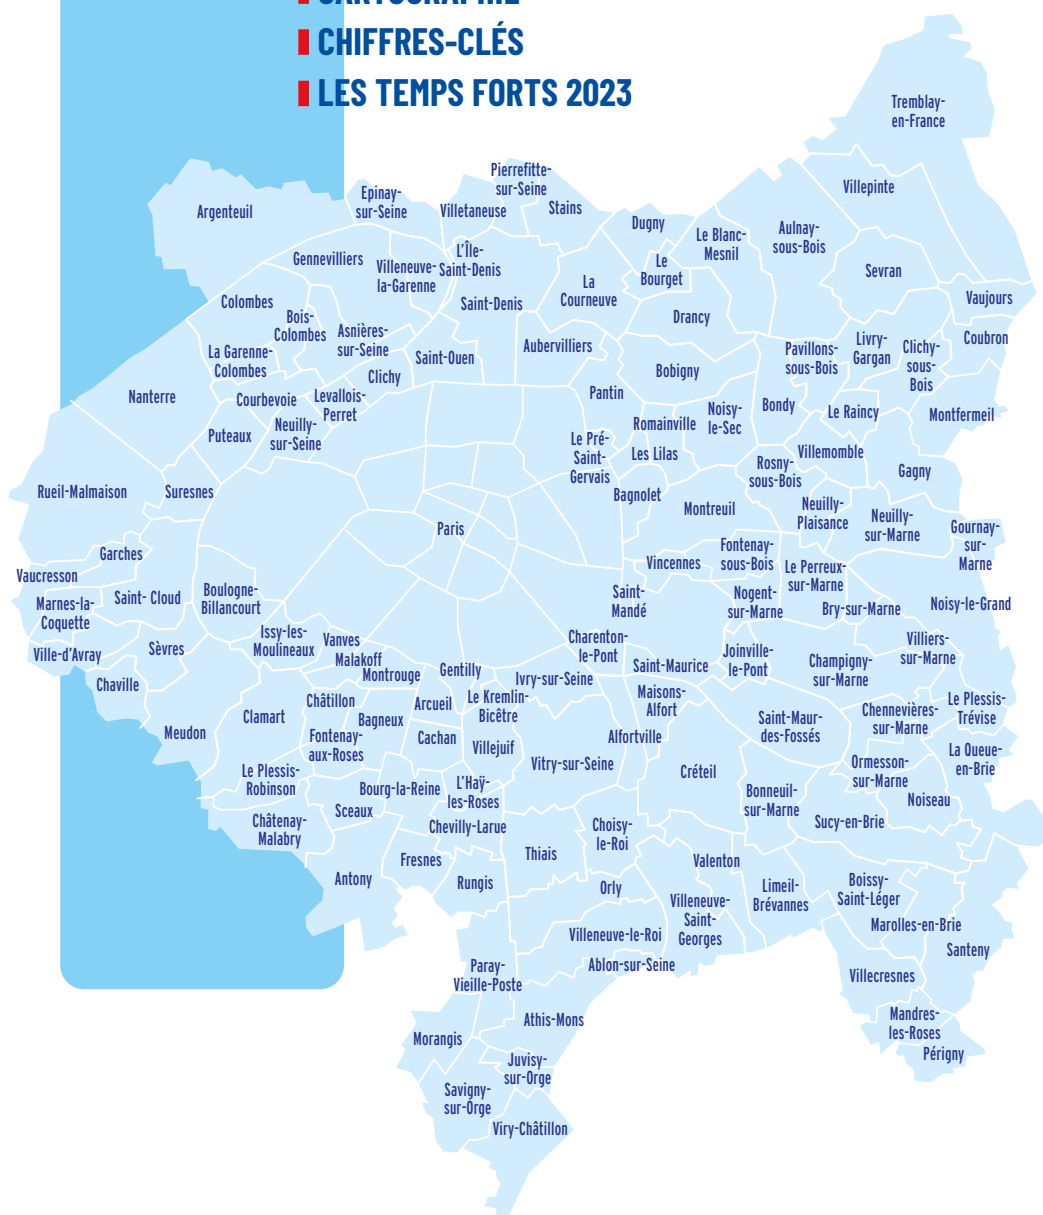 CARTOGRAPHIE
CHIFFRES-CLÉS
LES TEMPS FORTS 2023
Tremblay-
en-France
Pierrefitte-
sur-Seine
Villepinte
Epinay-
sur-Seine
Argenteuil
Villetaneuse
Stains
Dugny
Le Blanc-
Mesnil
Aulnay-
sous-Bois
Gennevilliers
Villeneuve-
la-Garenne
L'Île-
Saint-Denis
Le
Bourget
Sevran
La
Courneuve
Colombes
Saint-Denis
Vaujours
Bois-
Colombes
Asnières-
sur-Seine
Drancy
Coubron
La Garenne-
Colombes
Saint-Ouen
Aubervilliers
Pavillons-
sous-Bois
Livry-
Gargan
Clichy-
sous-
Bois
Clichy
Bobigny
Nanterre
Courbevoie
Levallois-
Perret
Pantin
Noisy-
le-Sec
Bondy
Le Raincy
Montfermeil
Puteaux
Neuilly-
sur-Seine
Romainville
Le Pré-
Saint-
Gervais
Les Lilas
Villemomble
Rosny-
sous-Bois
Gagny
Rueil-Malmaison
Suresnes
Bagnolet
Montreuil
Neuilly-
Plaisance
Neuilly-
sur-Marne
Gournay-
sur-
Marne
Paris
Garches
Vincennes
Fontenay-
sous-Bois
Le Perreux-
sur-Marne
Vaucresson
Marnes-la-
Coquette
Saint- Cloud
Boulogne-
Billancourt
Saint-
Mandé
Nogent-
sur-Marne
Bry-sur-Marne
Noisy-le-Grand
Ville-d'Avray
Sèvres
Issy-les-
Moulineaux
Vanves
Malakoff
Montrouge
Gentilly
Ivry-sur-Seine
Charenton-
le-Pont
Saint-Maurice
Joinville-
le-Pont
Champigny-
sur-Marne
Villiers-
sur-Marne
Chaville
Châtillon
Arcueil
Le Kremlin-
Bicêtre
Maisons-
Alfort
Le Plessis-
Trévise
Meudon
Clamart
Bagneux
Fontenay-
aux-Roses
Cachan
Villejuif
Alfortville
Saint-Maur-
des-Fossés
Chennevières-
sur-Marne
La Queue-
en-Brie
Le Plessis-
Robinson
Vitry-sur-Seine
Créteil
Ormesson-
sur-Marne
Bourg-la-Reine
L'Haÿ-
les-Roses
Bonneuil-
sur-Marne
Noiseau
Sceaux
Châtenay-
Malabry
Chevilly-Larue
Choisy-
le-Roi
Sucy-en-Brie
Fresnes
Thiais
Valenton
Antony
Rungis
Orly
Limeil-
Brévannes
Boissy-
Saint-Léger
Villeneuve-
Saint-
Georges
Marolles-en-Brie
Villeneuve-le-Roi
Santeny
Paray-
Vieille-Poste
Ablon-sur-Seine
Villecresnes
Athis-Mons
Mandres-
les-Roses
Morangis
Périgny
Juvisy-
sur-Orge
Savigny-
sur-Orge
Viry-Châtillon